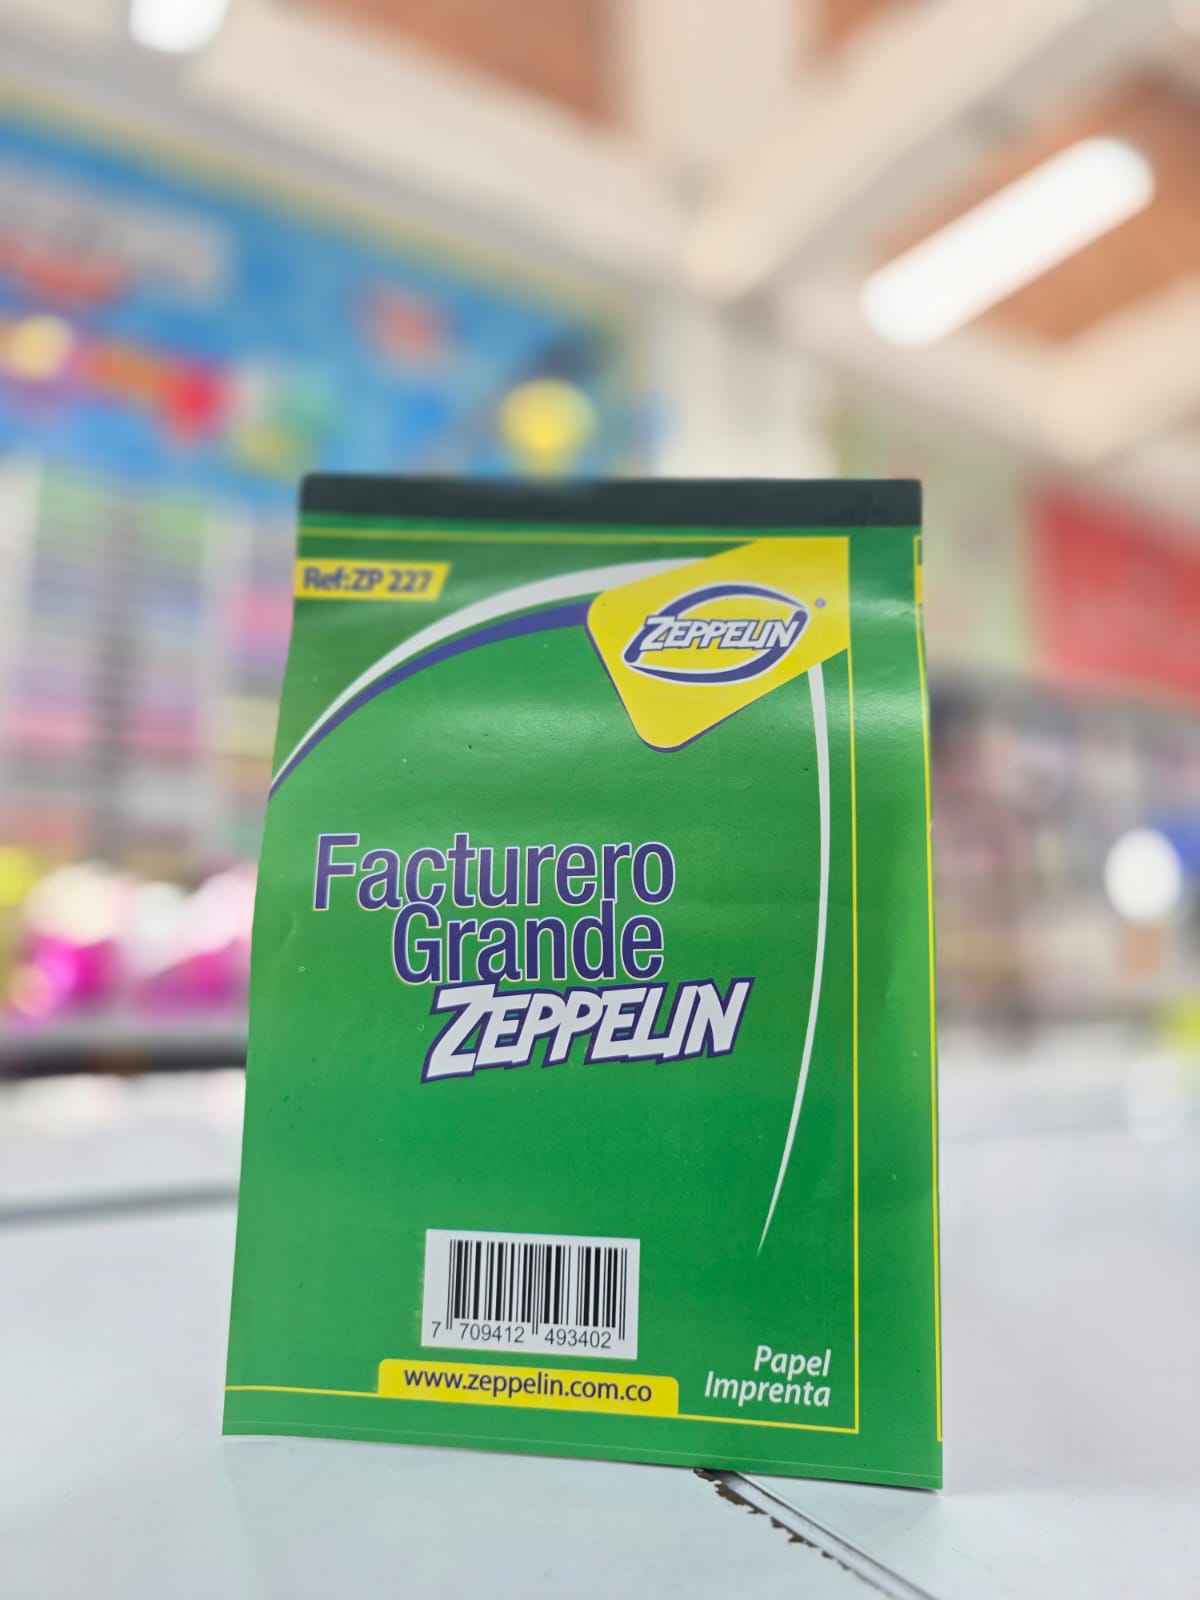 Ref:ZP 227
ZEPPELIN
Facturero
Grande
ZEPPELIN
7 709412 493402
www.zeppelin.com.co
Papel
Imprenta